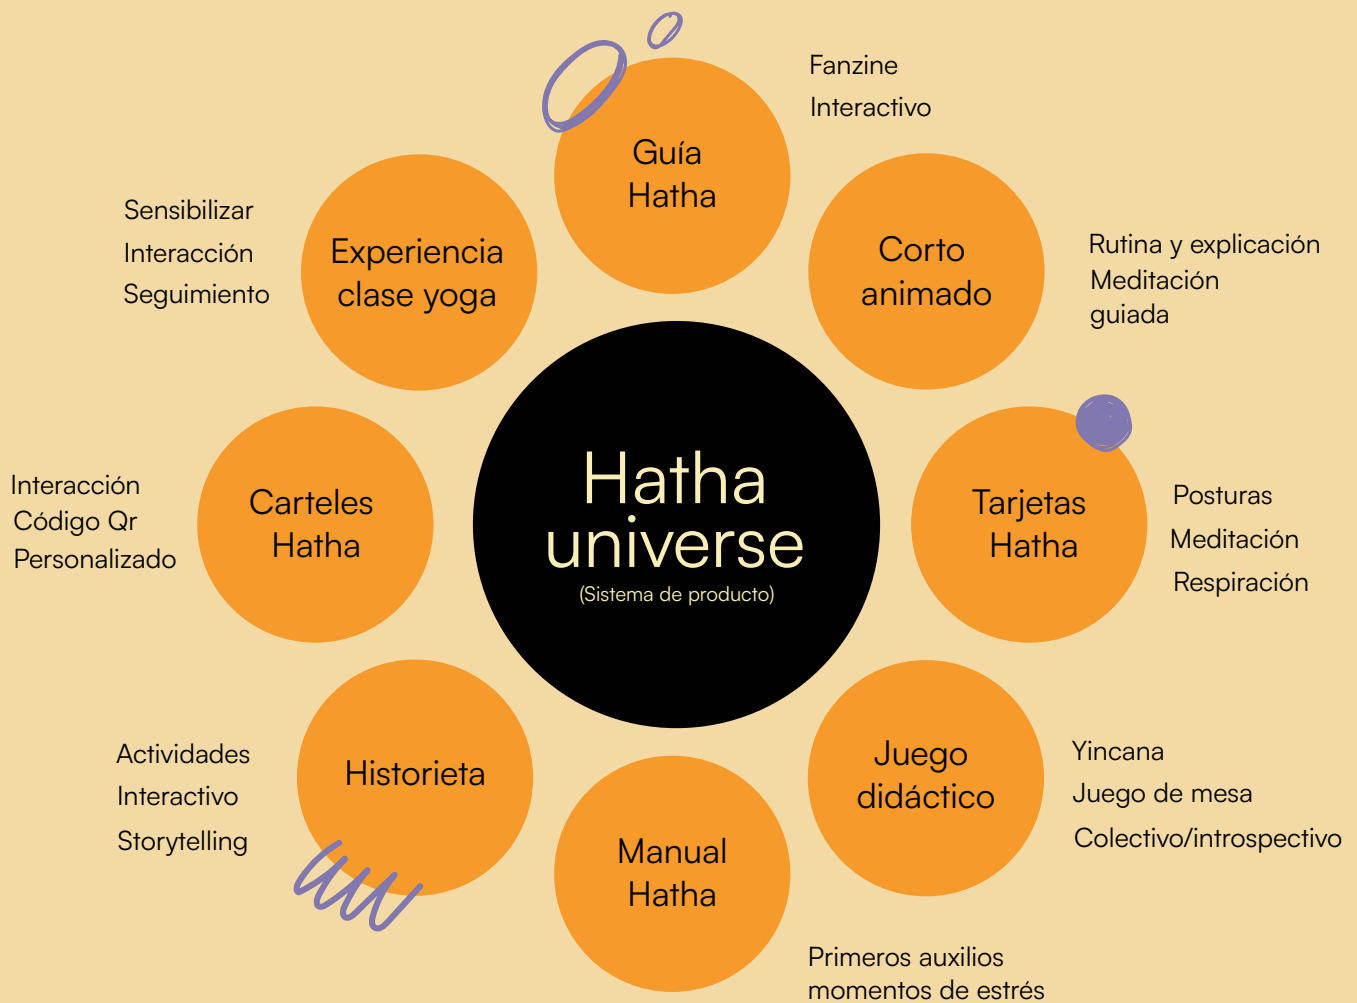 Fanzine
Interactivo
Guía
Hatha
Sensibilizar
Interacción
Seguimiento
Experiencia
clase yoga
Corto
animado
Rutina y explicación
Meditación
guiada
Interacción
Código Qr
Personalizado
Carteles
Hatha
Hatha
universe
(Sistema de producto)
Tarjetas
Hatha
Posturas
Meditación
Respiración
Actividades
Interactivo
Storytelling
Historieta
Manual
Hatha
Juego
didáctico
Yincana
Juego de mesa
Colectivo/introspectivo
Primeros auxilios
momentos de estrés